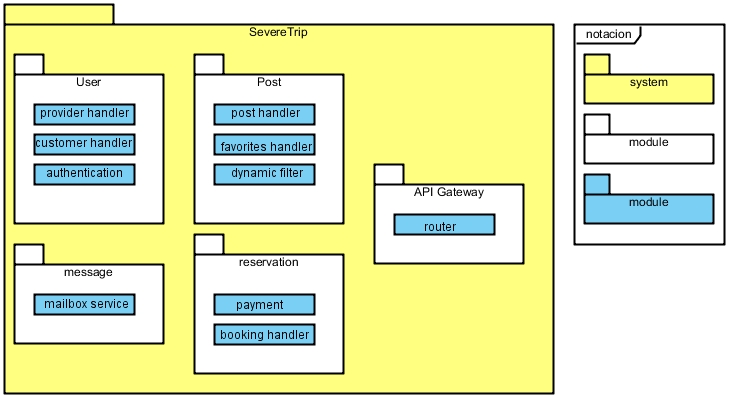 SevereTrip
User
provider handler
customer handler
authentication
Post
post handler
favorites handler
dynamic filter
API Gateway
router
message
mailbox service
reservation
payment
booking handler
notacion
system
module
module